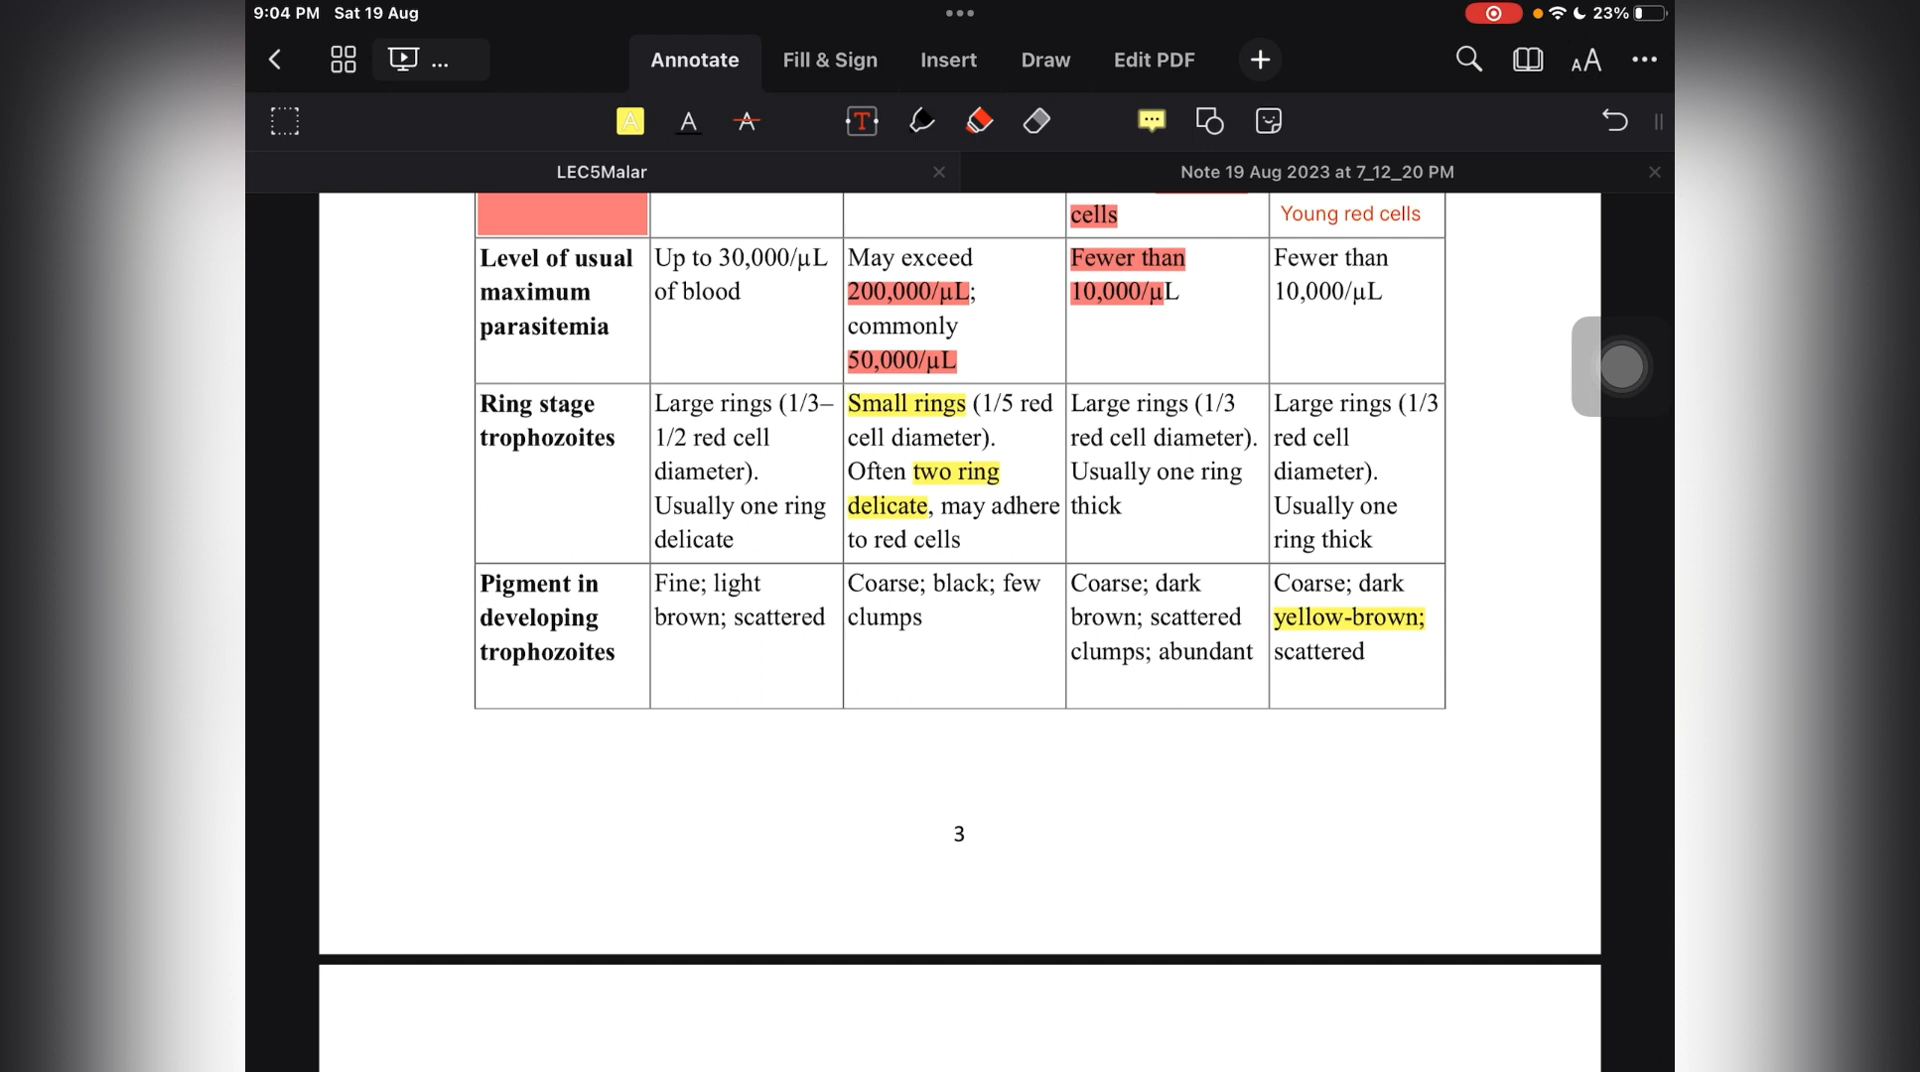 9:04 PM Sat 19 Aug
23%
...
Annotate
Fill & Sign
Insert
Draw
Edit PDF
AA
A
A
A
T
LEC5Malar
Note 19 Aug 2023 at 7_12_20 PM
cells
Young red cells
Level of usual
maximum
parasitemia
Up to 30,000/µL
of blood
May exceed
200,000/µL;
commonly
50,000/µL
Fewer than
10,000/µL
Fewer than
10,000/µL
Ring stage
trophozoites
Large rings (1/3–
1/2 red cell
diameter).
Usually one ring
delicate
Small rings (1/5 red
cell diameter).
Often two ring
delicate, may adhere
to red cells
Large rings (1/3
red cell diameter).
Usually one ring
thick
Large rings (1/3
red cell
diameter).
Usually one
ring thick
Pigment in
developing
trophozoites
Fine; light
brown; scattered
Coarse; black; few
clumps
Coarse; dark
brown; scattered
clumps; abundant
Coarse; dark
yellow-brown;
scattered
3